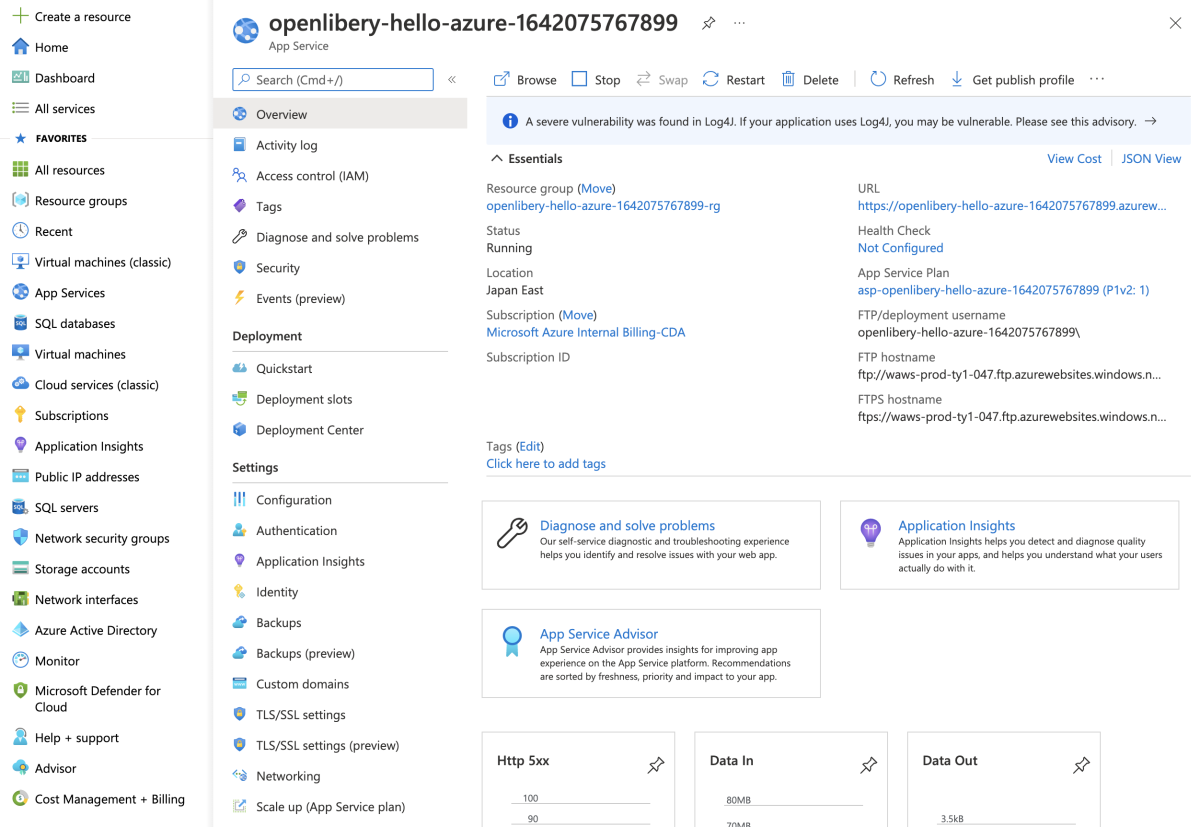 Create a resource
Home
Dashboard
All services
FAVORITES
All resources
Resource groups
Recent
Virtual machines (classic)
App Services
SQL databases
Virtual machines
Cloud services (classic)
Subscriptions
Application Insights
Public IP addresses
SQL servers
Network security groups
Storage accounts
Network interfaces
Azure Active Directory
Monitor
Microsoft Defender for
Cloud
Help + support
Advisor
Cost Management + Billing
openlibery-hello-azure-1642075767899
...
App Service
Search (Cmd+/)
«
Overview
Activity log
Access control (IAM)
Tags
Diagnose and solve problems
Security
Events (preview)
Deployment
Quickstart
Deployment slots
Deployment Center
Settings
Configuration
Authentication
Application Insights
Identity
Backups
Backups (preview)
Custom domains
TLS/SSL settings
TLS/SSL settings (preview)
Networking
Scale up (App Service plan)
Browse Stop Swap Restart Delete Refresh Get publish profile ...
A severe vulnerability was found in Log4J. If your application uses Log4J, you may be vulnerable. Please see this advisory. →
Essentials
View Cost JSON View
Resource group (Move)
openlibery-hello-azure-1642075767899-rg
Status
Running
Location
Japan East
Subscription (Move)
Microsoft Azure Internal Billing-CDA
Subscription ID
URL
https://openlibery-hello-azure-1642075767899.azurew...
Health Check
Not Configured
App Service Plan
asp-openlibery-hello-azure-1642075767899 (P1v2: 1)
FTP/deployment username
openlibery-hello-azure-1642075767899\
FTP hostname
ftp://waws-prod-ty1-047.ftp.azurewebsites.windows.n...
FTPS hostname
ftps://waws-prod-ty1-047.ftp.azurewebsites.windows.n...
Tags (Edit)
Click here to add tags
Diagnose and solve problems
Our self-service diagnostic and troubleshooting experience
helps you identify and resolve issues with your web app.
Application Insights
Application Insights helps you detect and diagnose quality
issues in your apps, and helps you understand what your users
actually do with it.
App Service Advisor
App Service Advisor provides insights for improving app
experience on the App Service platform. Recommendations
are sorted by freshness, priority and impact to your app.
Http 5xx
100
90
Data In
80MB
70MB
Data Out
3.5kB